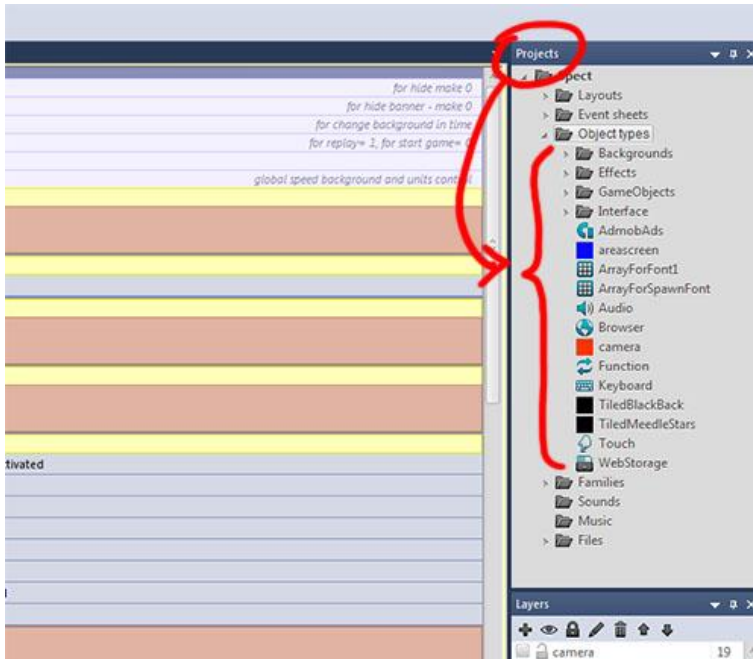 Projects
Spect
Layouts
Event sheets
Object types
Backgrounds
Effects
GameObjects
Interface
AdmobAds
areascreen
ArrayForFont1
ArrayForSpawnFont
Audio
Browser
camera
Function
Keyboard
TiledBlackBack
TiledMeedleStars
Touch
WebStorage
Families
Sounds
Music
Files
Layers
camera 19
for hide make 0
for hide banner - make 0
for change background in time
for replay= 1, for start game= 0
global speed background and units control
tivated